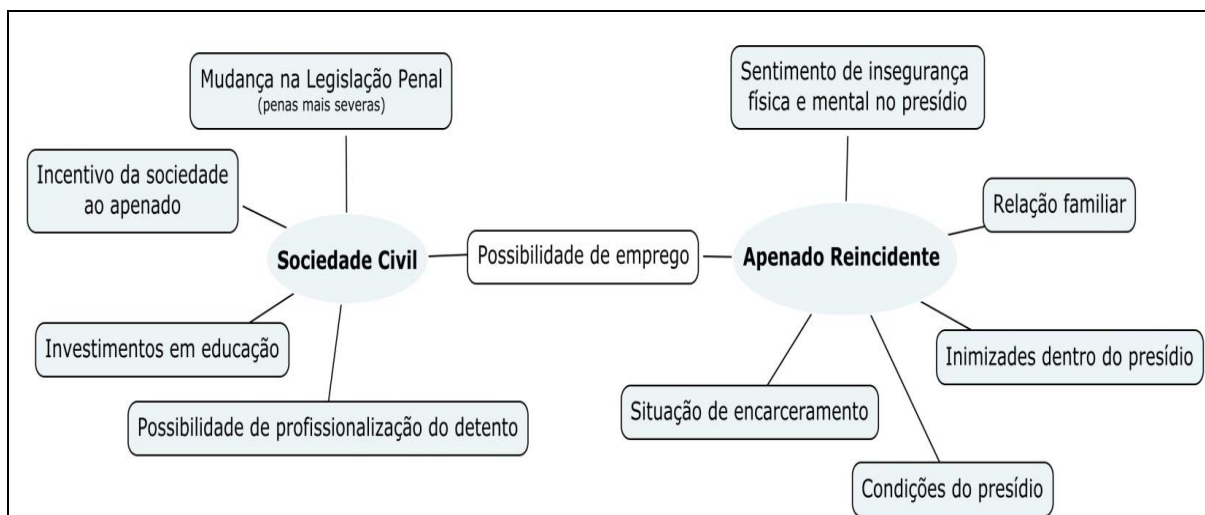 Mudança na Legislação Penal
(penas mais severas)
Incentivo da sociedade
ao apenado
Sociedade Civil
Investimentos em educação
Possibilidade de profissionalização do detento
Possibilidade de emprego
Sentimento de insegurança
física e mental no presídio
Relação familiar
Apenado Reincidente
Inimizades dentro do presídio
Situação de encarceramento
Condições do presídio